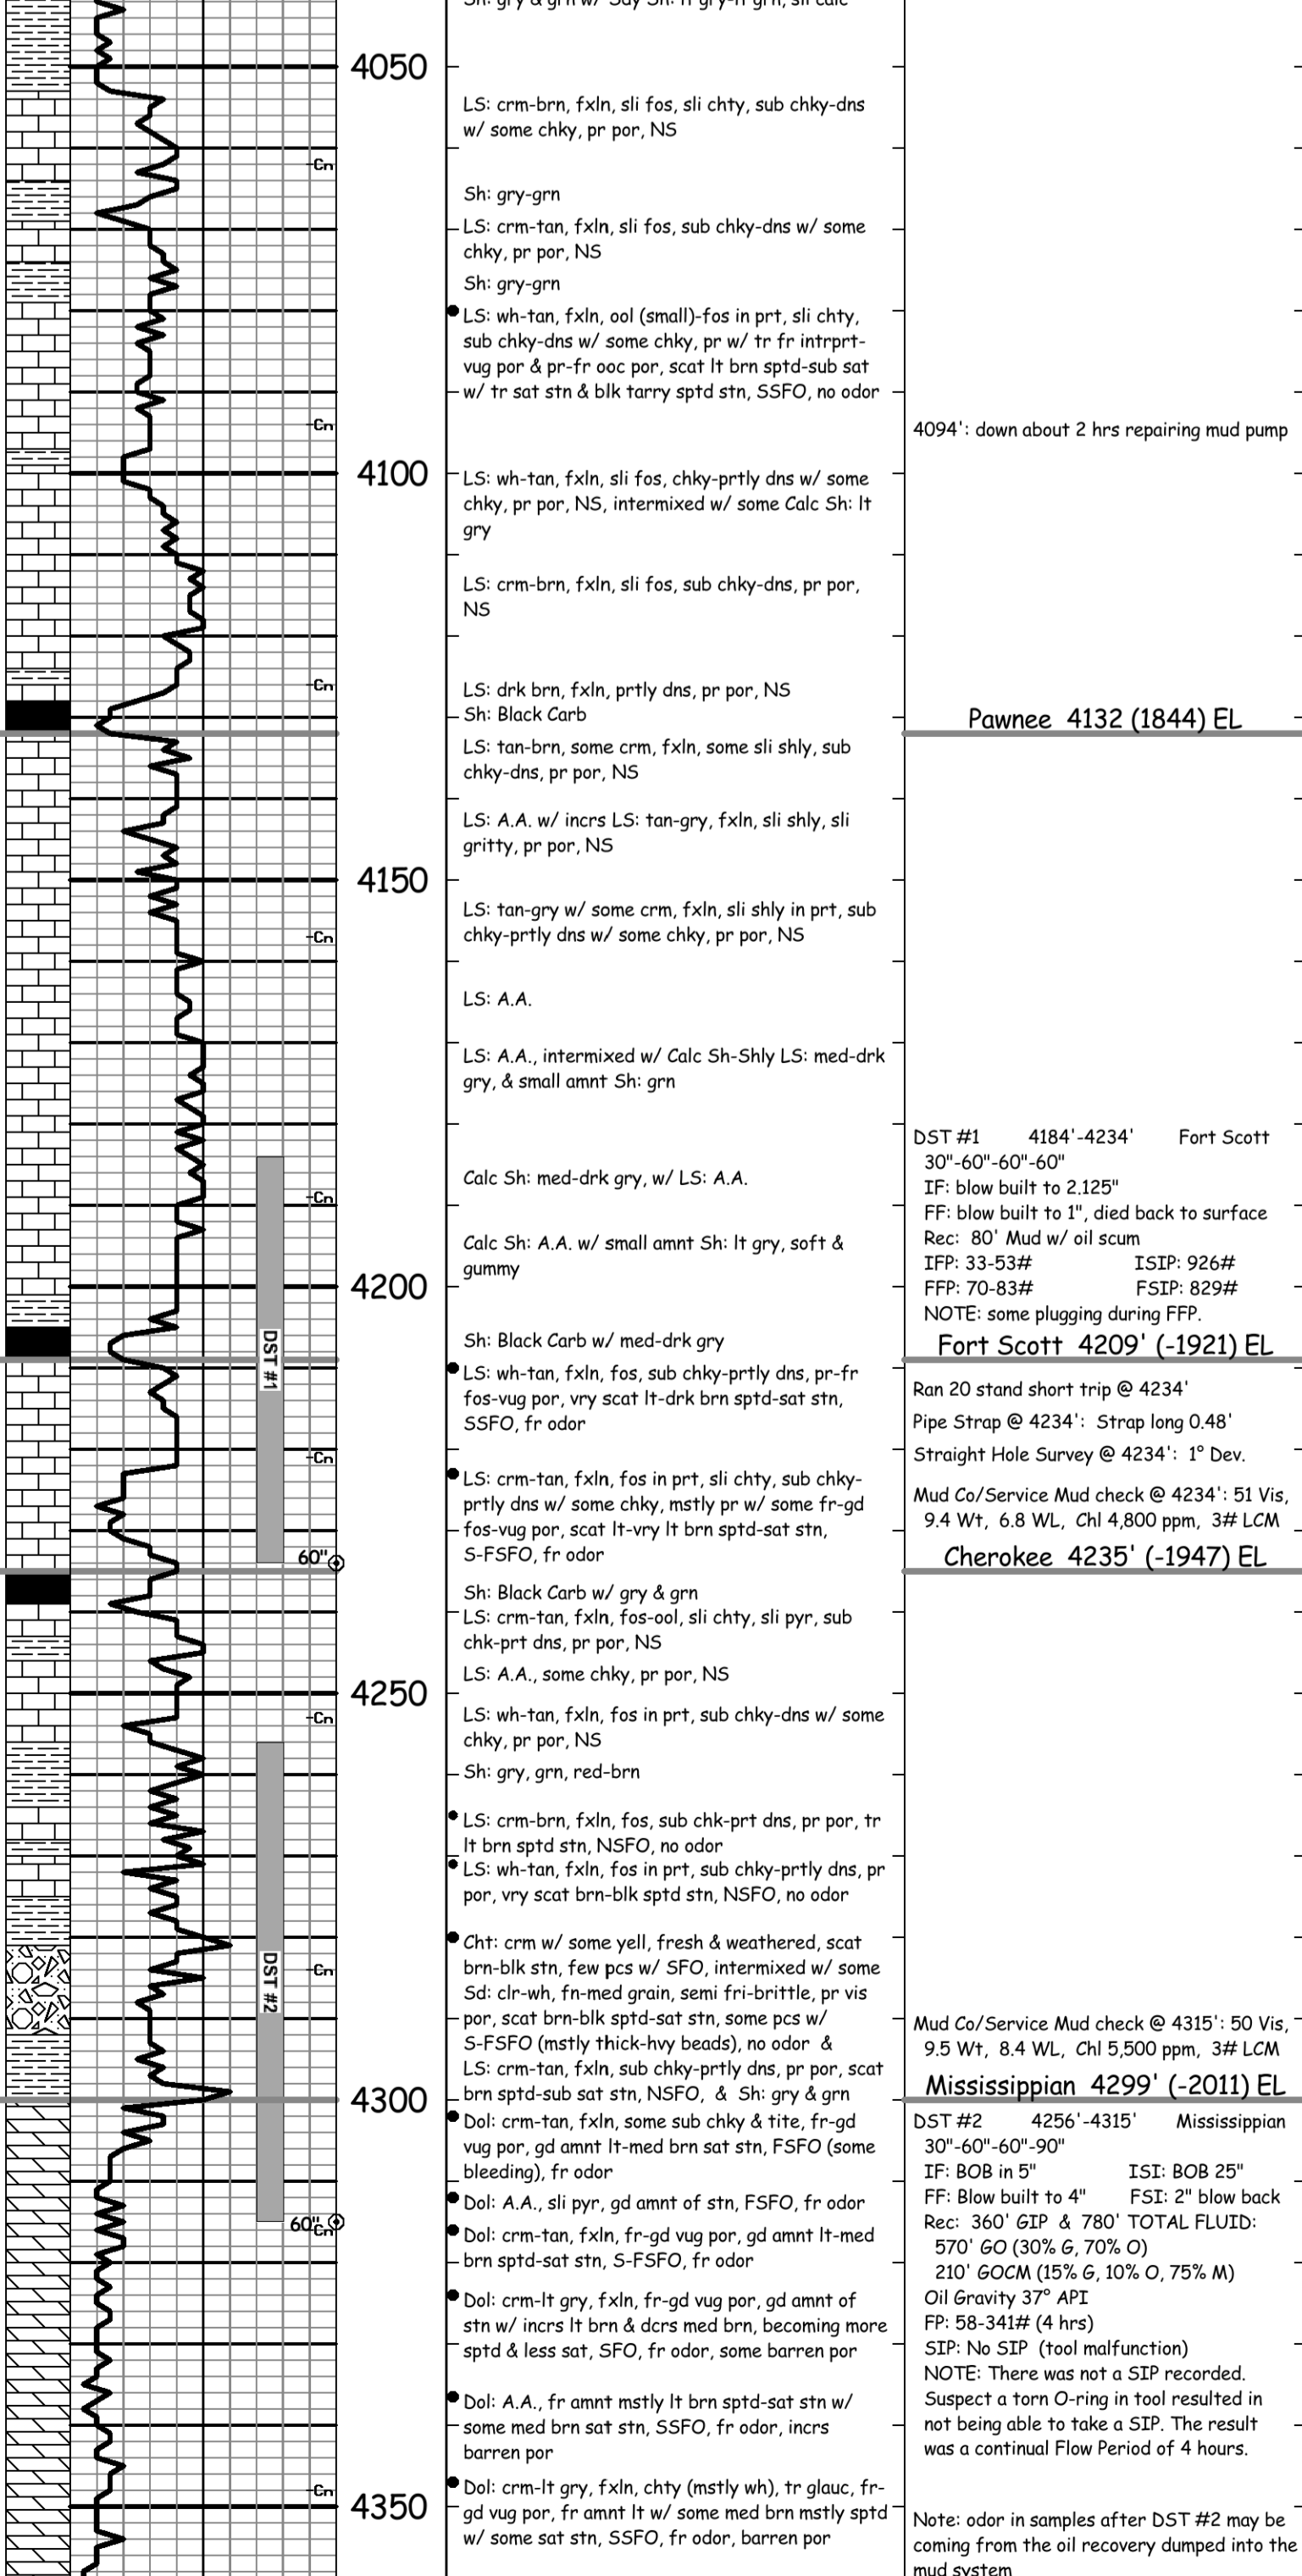 Sh: gry & grn w/ Sdy Sh: lt gry-lt grn, sli calc
4050
LS: crm-brn, fxln, sli fos, sli chty, sub chky-dns
w/ some chky, pr por, NS
Cn
Sh: gry-grn
LS: crm-tan, fxln, sli fos, sub chky-dns w/ some
chky, pr por, NS
Sh: gry-grn
LS: wh-tan, fxln, ool (small)-fos in prt, sli chty,
sub chky-dns w/ some chky, pr w/ tr fr intrprt-
vug por & pr-fr ooc por, scat lt brn sptd-sub sat
w/ tr sat stn & blk tarry sptd stn, SSFO, no odor
Cn
4094': down about 2 hrs repairing mud pump
4100
LS: wh-tan, fxln, sli fos, chky-prtly dns w/ some
chky, pr por, NS, intermixed w/ some Calc Sh: lt
gry
LS: crm-brn, fxln, sli fos, sub chky-dns, pr por,
NS
Cn
LS: drk brn, fxln, prtly dns, pr por, NS
Sh: Black Carb
Pawnee 4132 (1844) EL
LS: tan-brn, some crm, fxln, some sli shly, sub
chky-dns, pr por, NS
LS: A.A. w/ incrs LS: tan-gry, fxln, sli shly, sli
gritty, pr por, NS
4150
LS: tan-gry w/ some crm, fxln, sli shly in prt, sub
chky-prtly dns w/ some chky, pr por, NS
Cn
LS: A.A.
LS: A.A., intermixed w/ Calc Sh-Shly LS: med-drk
gry, & small amnt Sh: grn
Calc Sh: med-drk gry, w/ LS: A.A.
Cn
Calc Sh: A.A. w/ small amnt Sh: lt gry, soft &
gummy
4200
DST #1 4184'-4234' Fort Scott
30"-60"-60"-60"
IF: blow built to 2.125"
FF: blow built to 1", died back to surface
Rec: 80' Mud w/ oil scum
IFP: 33-53# ISIP: 926#
FFP: 70-83# FSIP: 829#
NOTE: some plugging during FFP.
Fort Scott 4209' (-1921) EL
Sh: Black Carb w/ med-drk gry
DST #1
LS: wh-tan, fxln, fos, sub chky-prtly dns, pr-fr
fos-vug por, vry scat lt-drk brn sptd-sat stn,
SSFO, fr odor
Ran 20 stand short trip @ 4234'
Pipe Strap @ 4234': Strap long 0.48'
Straight Hole Survey @ 4234': 1° Dev.
Cn
LS: crm-tan, fxln, fos in prt, sli chty, sub chky-
prtly dns w/ some chky, mstly pr w/ some fr-gd
fos-vug por, scat lt-vry lt brn sptd-sat stn,
S-FSFO, fr odor
Mud Co/Service Mud check @ 4234': 51 Vis,
9.4 Wt, 6.8 WL, Chl 4,800 ppm, 3# LCM
Cherokee 4235' (-1947) EL
60"
Sh: Black Carb w/ gry & grn
LS: crm-tan, fxln, fos-ool, sli chty, sli pyr, sub
chk-prt dns, pr por, NS
LS: A.A., some chky, pr por, NS
4250
LS: wh-tan, fxln, fos in prt, sub chky-dns w/ some
chky, pr por, NS
Cn
Sh: gry, grn, red-brn
LS: crm-brn, fxln, fos, sub chk-prt dns, pr por, tr
lt brn sptd stn, NSFO, no odor
LS: wh-tan, fxln, fos in prt, sub chky-prtly dns, pr
por, vry scat brn-blk sptd stn, NSFO, no odor
Cn
DST #2
Cht: crm w/ some yell, fresh & weathered, scat
brn-blk stn, few pcs w/ SFO, intermixed w/ some
Sd: clr-wh, fn-med grain, semi fri-brittle, pr vis
por, scat brn-blk sptd-sat stn, some pcs w/
S-FSFO (mstly thick-hvy beads), no odor &
LS: crm-tan, fxln, sub chky-prtly dns, pr por, scat
brn sptd-sub sat stn, NSFO, & Sh: gry & grn
Mud Co/Service Mud check @ 4315': 50 Vis,
9.5 Wt, 8.4 WL, Chl 5,500 ppm, 3# LCM
Mississippian 4299' (-2011) EL
4300
Dol: crm-tan, fxln, some sub chky & tite, fr-gd
vug por, gd amnt lt-med brn sat stn, FSFO (some
bleeding), fr odor
Dol: A.A., sli pyr, gd amnt of stn, FSFO, fr odor
60"
Cn
Dol: crm-tan, fxln, fr-gd vug por, gd amnt lt-med
brn sptd-sat stn, S-FSFO, fr odor
Dol: crm-lt gry, fxln, fr-gd vug por, gd amnt of
stn w/ incrs lt brn & dcrs med brn, becoming more
sptd & less sat, SFO, fr odor, some barren por
Dol: A.A., fr amnt mstly lt brn sptd-sat stn w/
some med brn sat stn, SSFO, fr odor, incrs
barren por
DST #2 4256'-4315' Mississippian
30"-60"-60"-90"
IF: BOB in 5" ISI: BOB 25"
FF: Blow built to 4" FSI: 2" blow back
Rec: 360' GIP & 780' TOTAL FLUID:
570' GO (30% G, 70% O)
210' GOCM (15% G, 10% O, 75% M)
Oil Gravity 37° API
FP: 58-341# (4 hrs)
SIP: No SIP (tool malfunction)
NOTE: There was not a SIP recorded.
Suspect a torn O-ring in tool resulted in
not being able to take a SIP. The result
was a continual Flow Period of 4 hours.
Cn
4350
Dol: crm-lt gry, fxln, chty (mstly wh), tr glauc, fr-
gd vug por, fr amnt lt w/ some med brn mstly sptd
w/ some sat stn, SSFO, fr odor, barren por
Note: odor in samples after DST #2 may be
coming from the oil recovery dumped into the
mud system